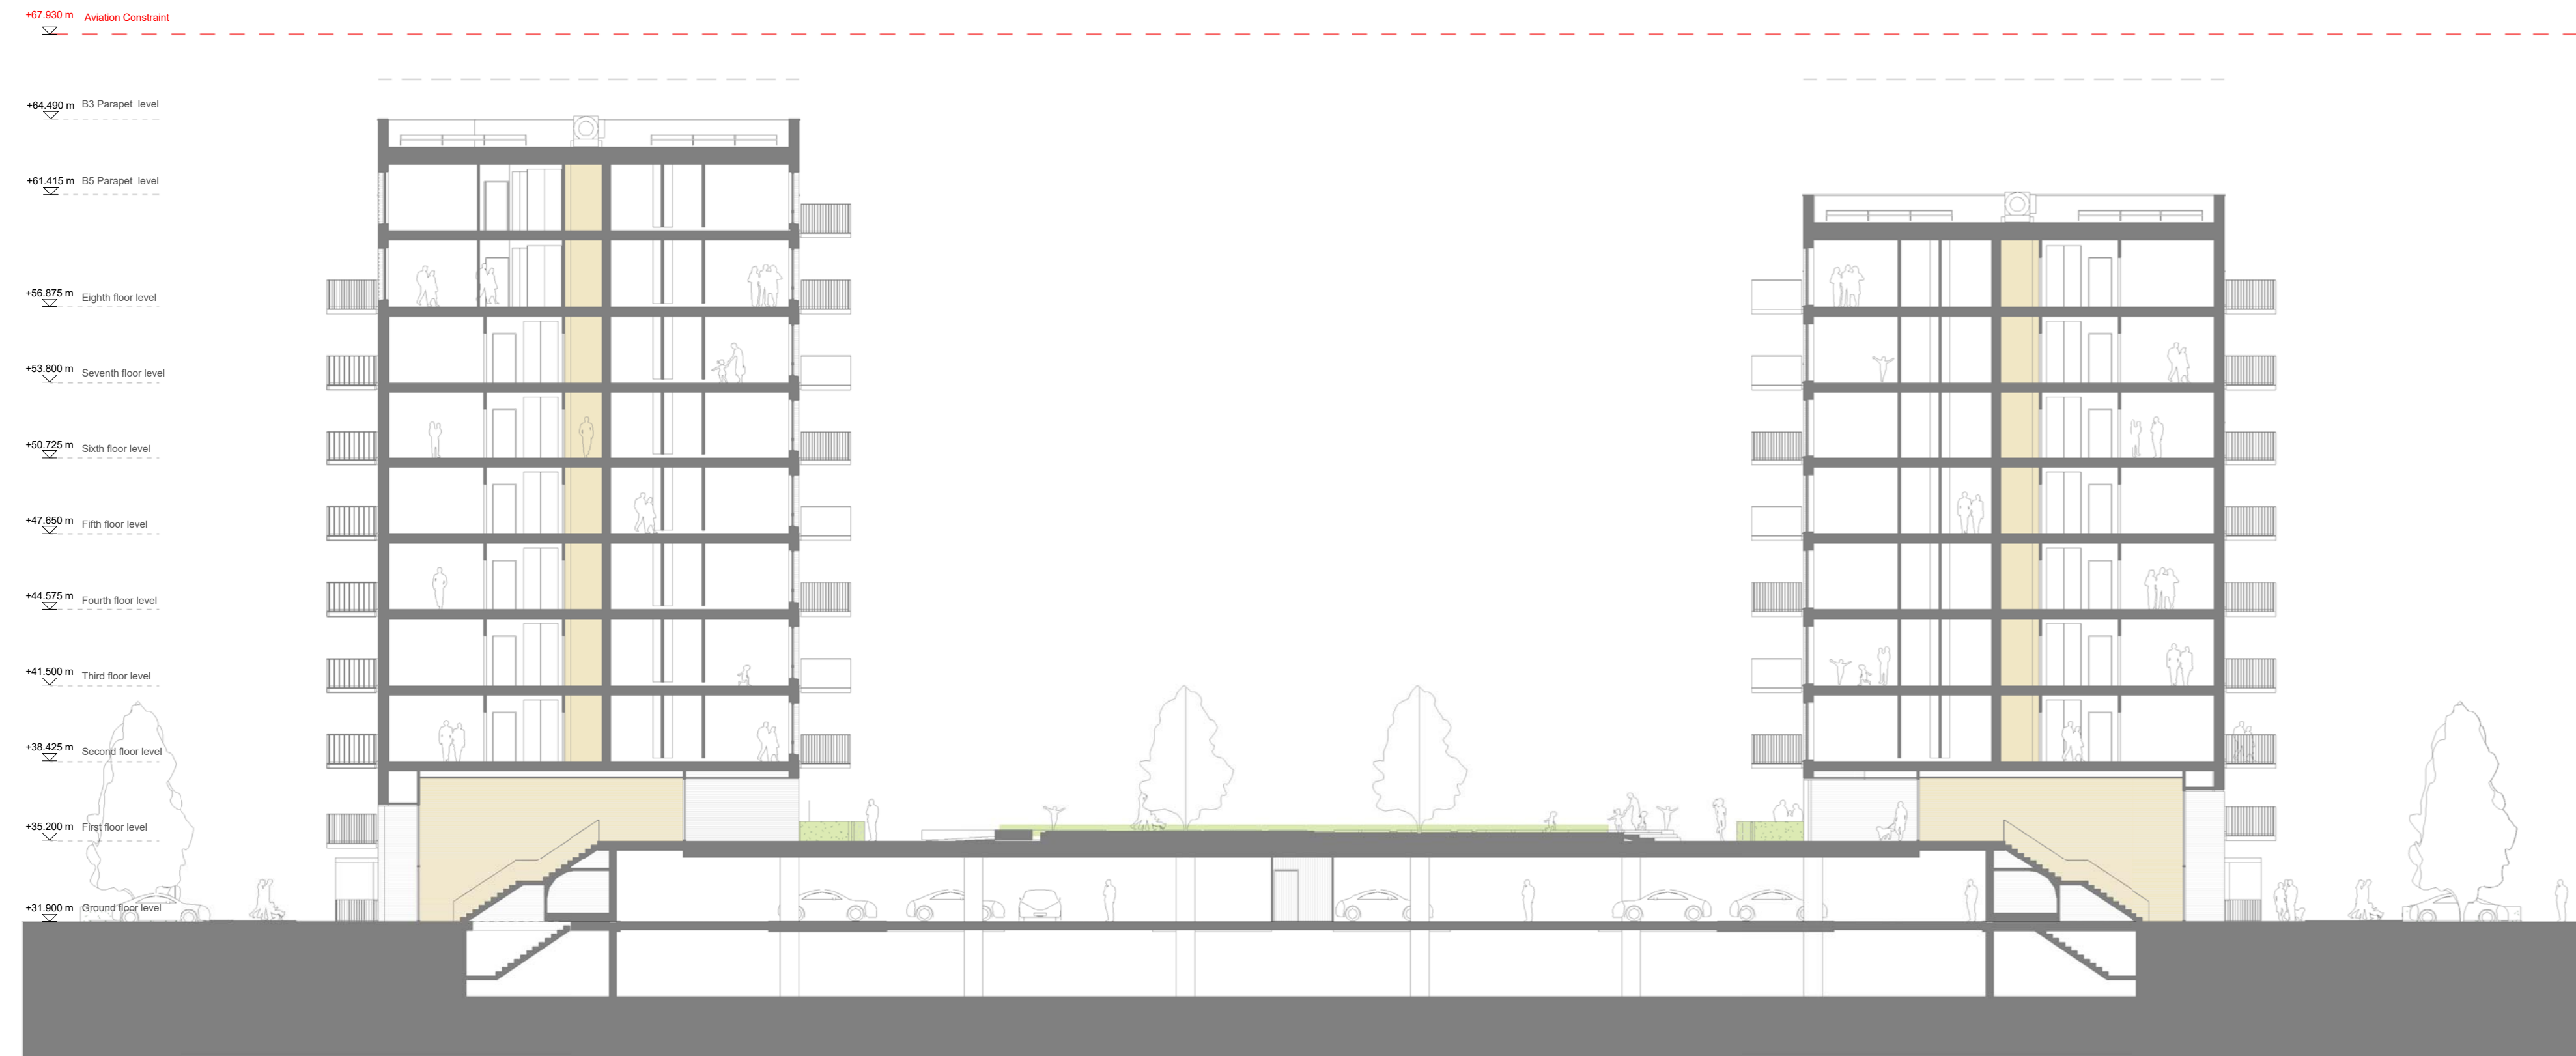 +67.930 m Aviation Constraint
+64.490 m B3 Parapet level
+61.415 m B5 Parapet level
+56.875 m Eighth floor level
+53.800 m Seventh floor level
+50.725 m Sixth floor level
+47.650 m Fifth floor level
+44.575 m Fourth floor level
+41.500 m Third floor level
+38.425 m Second floor level
+35.200 m First floor level
+31.900 m Ground floor level